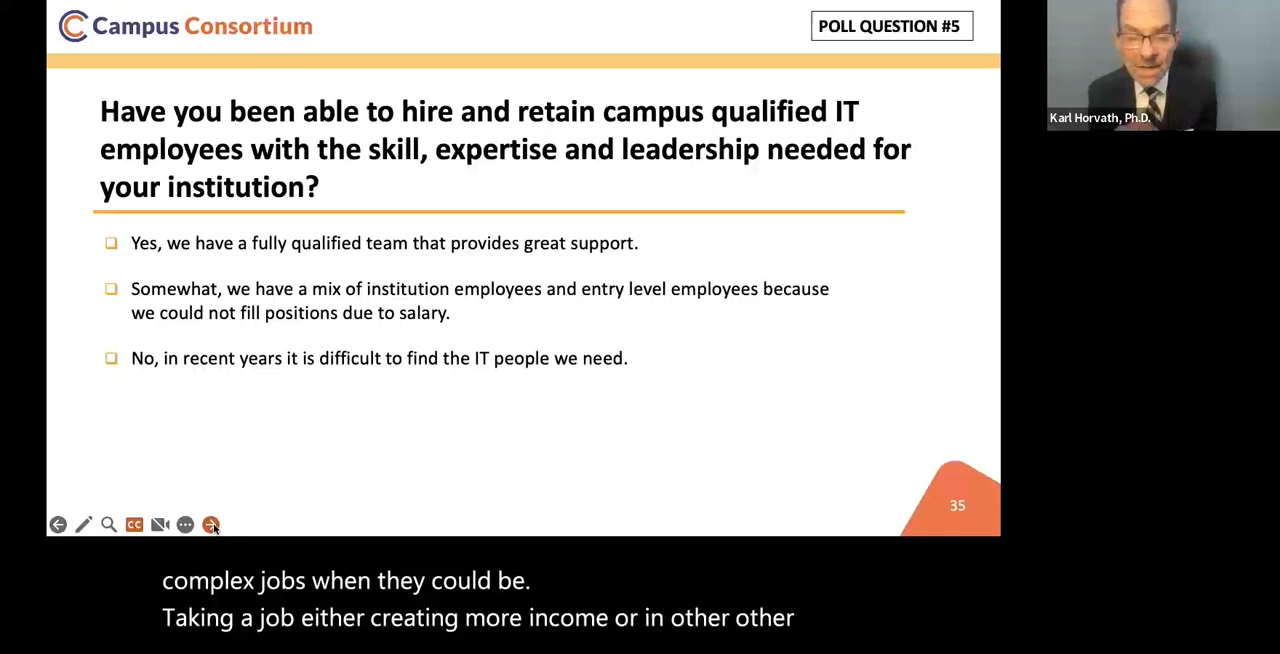 Campus Consortium
POLL QUESTION #5
Have you been able to hire and retain campus qualified IT
employees with the skill, expertise and leadership needed for
your institution?
Yes, we have a fully qualified team that provides great support.
Somewhat, we have a mix of institution employees and entry level employees because
we could not fill positions due to salary.
No, in recent years it is difficult to find the IT people we need.
35
CC
Karl Horvath, Ph.D.
complex jobs when they could be.
Taking a job either creating more income or in other other